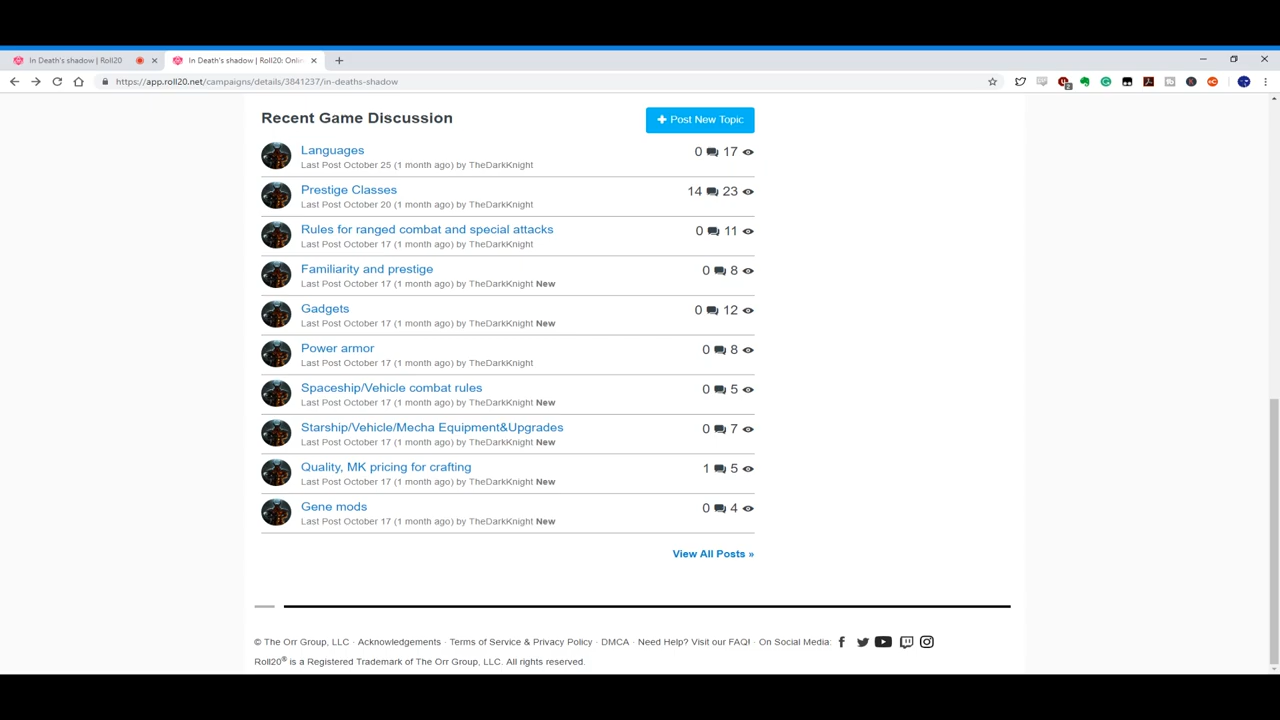 In Death's shadow | Roll20
In Death's shadow | Roll20: Onlin
https://app.roll20.net/campaigns/details/3841237/in-deaths-shadow
2
Recent Game Discussion
Post New Topic
Languages
0 17
Last Post October 25 (1 month ago) by TheDarkKnight
Prestige Classes
14 23
Last Post October 20 (1 month ago) by TheDarkKnight
Rules for ranged combat and special attacks
0 11
Last Post October 17 (1 month ago) by TheDarkKnight
Familiarity and prestige
0 8
Last Post October 17 (1 month ago) by TheDarkKnight New
Gadgets
0 12
Last Post October 17 (1 month ago) by TheDarkKnight New
Power armor
0 8
Last Post October 17 (1 month ago) by TheDarkKnight
Spaceship/Vehicle combat rules
0 5
Last Post October 17 (1 month ago) by TheDarkKnight New
Starship/Vehicle/Mecha Equipment&Upgrades
0 7
Last Post October 17 (1 month ago) by TheDarkKnight New
Quality, MK pricing for crafting
1 5
Last Post October 17 (1 month ago) by TheDarkKnight New
Gene mods
0 4
Last Post October 17 (1 month ago) by TheDarkKnight New
View All Posts »
© The Orr Group, LLC · Acknowledgements · Terms of Service & Privacy Policy · DMCA · Need Help? Visit our FAQ! · On Social Media:
Roll20® is a Registered Trademark of The Orr Group, LLC. All rights reserved.